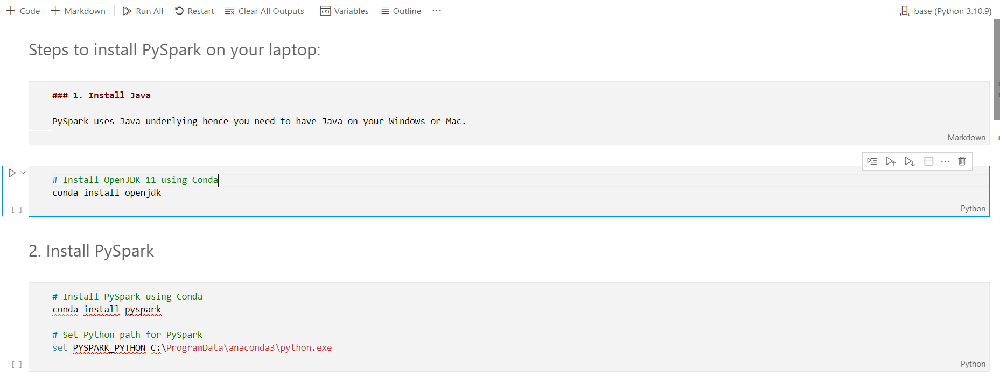 Code Markdown Run All Restart Clear All Outputs Variables Outline ··· base (Python 3.10.9)
Steps to install PySpark on your laptop:
### 1. Install Java
PySpark uses Java underlying hence you need to have Java on your Windows or Mac.
Markdown
# Install OpenJDK 11 using Conda
conda install openjdk
[ ]
Python
2. Install PySpark
# Install PySpark using Conda
conda install pyspark
# Set Python path for PySpark
set PYSPARK_PYTHON=C:\ProgramData\anaconda3\python.exe
[ ]
Python